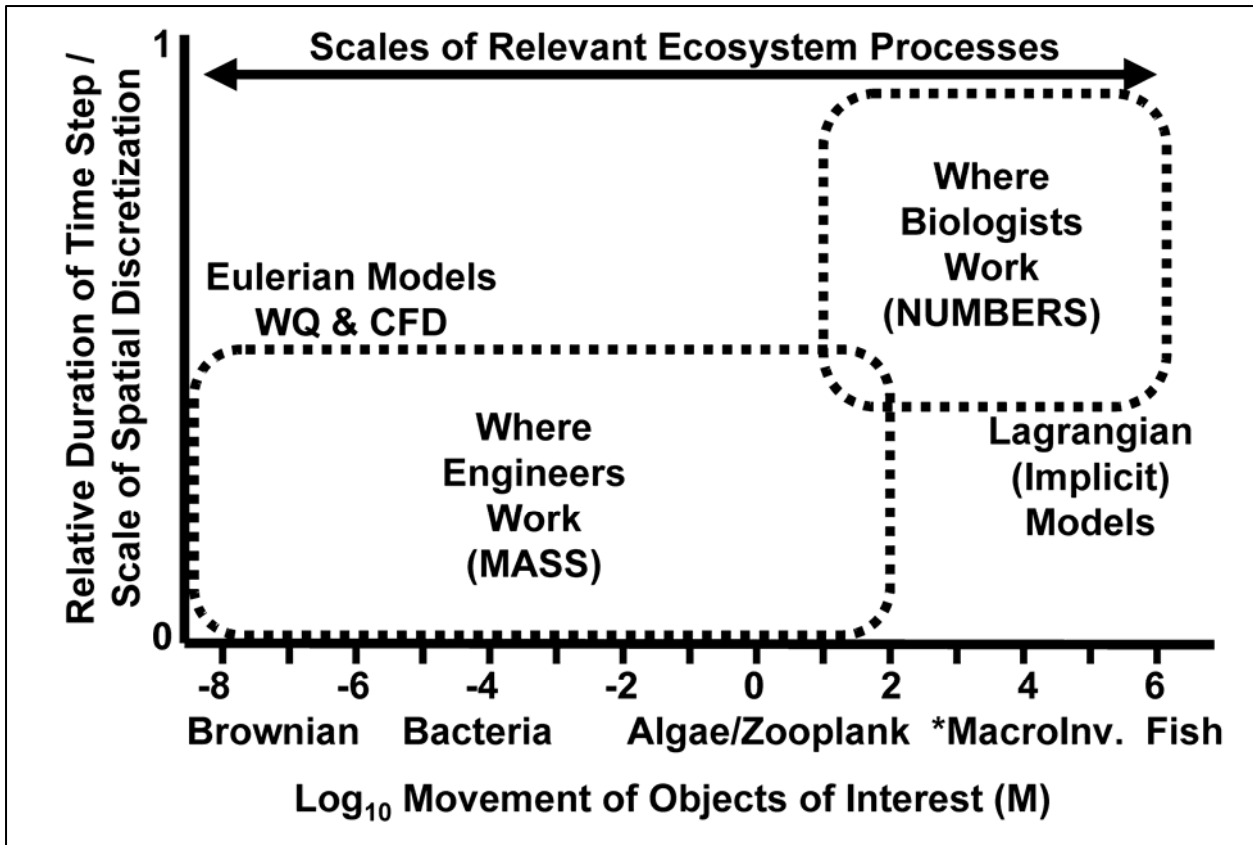 Relative Duration of Time Step /
Scale of Spatial Discretization
1
0
Scales of Relevant Ecosystem Processes
Where
Biologists
Work
(NUMBERS)
Eulerian Models
WQ & CFD
Where
Engineers
Work
(MASS)
Lagrangian
(Implicit)
Models
-8 -6 -4 -2 0 2 4 6
Brownian Bacteria Algae/Zooplank *MacroInv. Fish
Log₁₀ Movement of Objects of Interest (M)